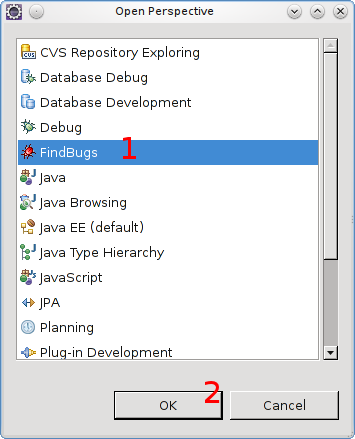 Open Perspective
CVS Repository Exploring
Database Debug
Database Development
Debug
FindBugs 1
Java
Java Browsing
Java EE (default)
Java Type Hierarchy
JavaScript
JPA
Planning
Plug-in Development
2
OK Cancel